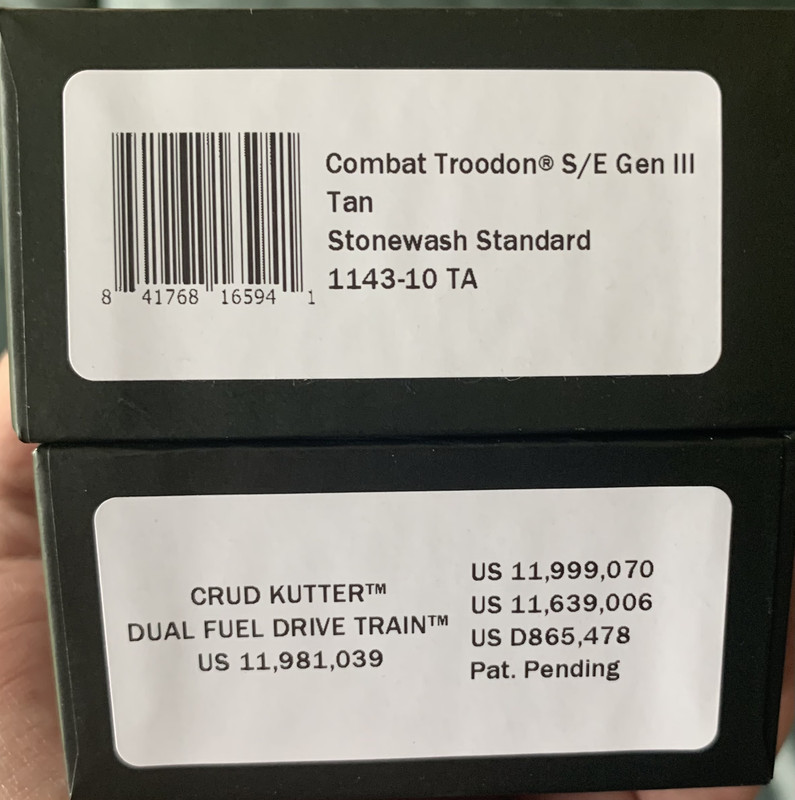 Combat Troodon® S/E Gen III
Tan
Stonewash Standard
1143-10 TA
8 41768 16594 1
CRUD KUTTER™
DUAL FUEL DRIVE TRAIN™
US 11,981,039
US 11,999,070
US 11,639,006
US D865,478
Pat. Pending